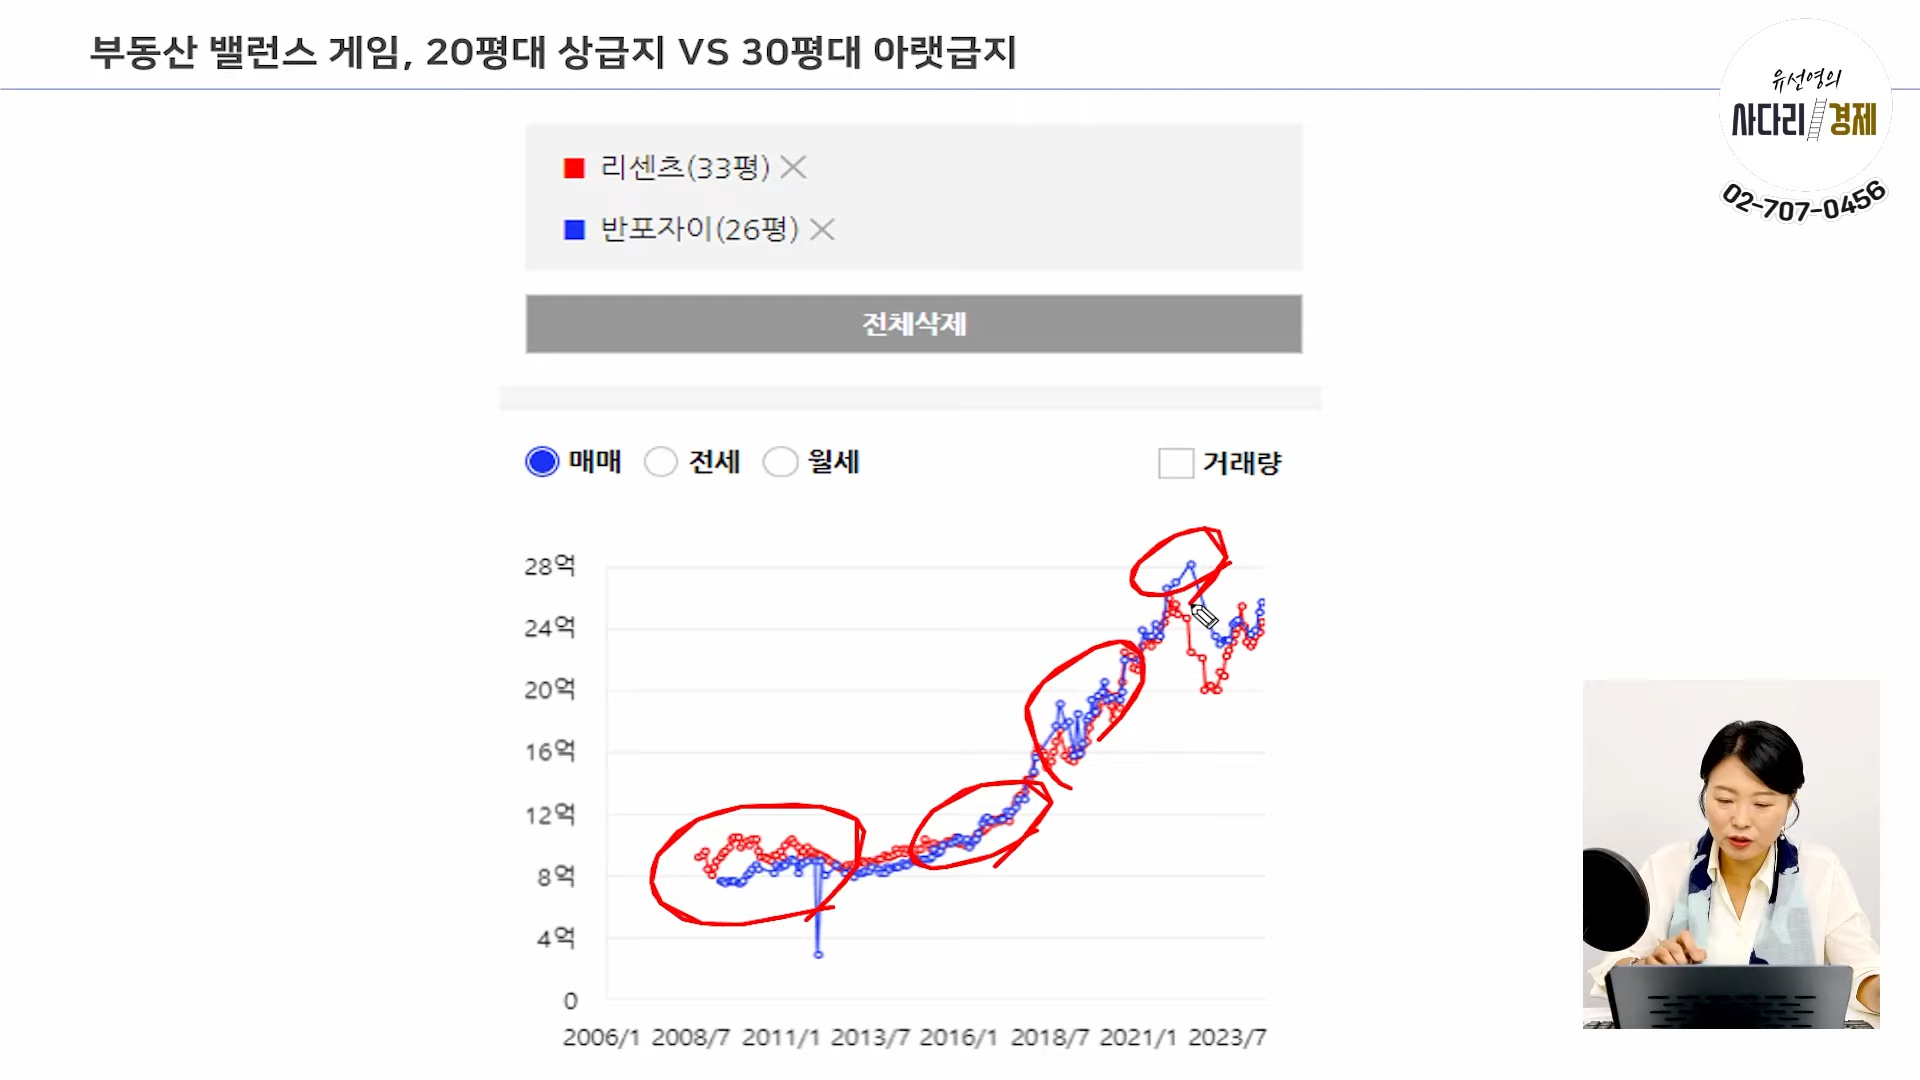 부동산 밸런스 게임, 20평대 상급지 VS 30평대 아랫급지
유선영의
사다리 경제
02-707-0456
리센츠(33평)
반포자이(26평)
전체삭제
매매 전세 월세 거래량
28억
24억
20억
16억
12억
8억
4억
0
2006/1 2008/7 2011/1 2013/7 2016/1 2018/7 2021/1 2023/7